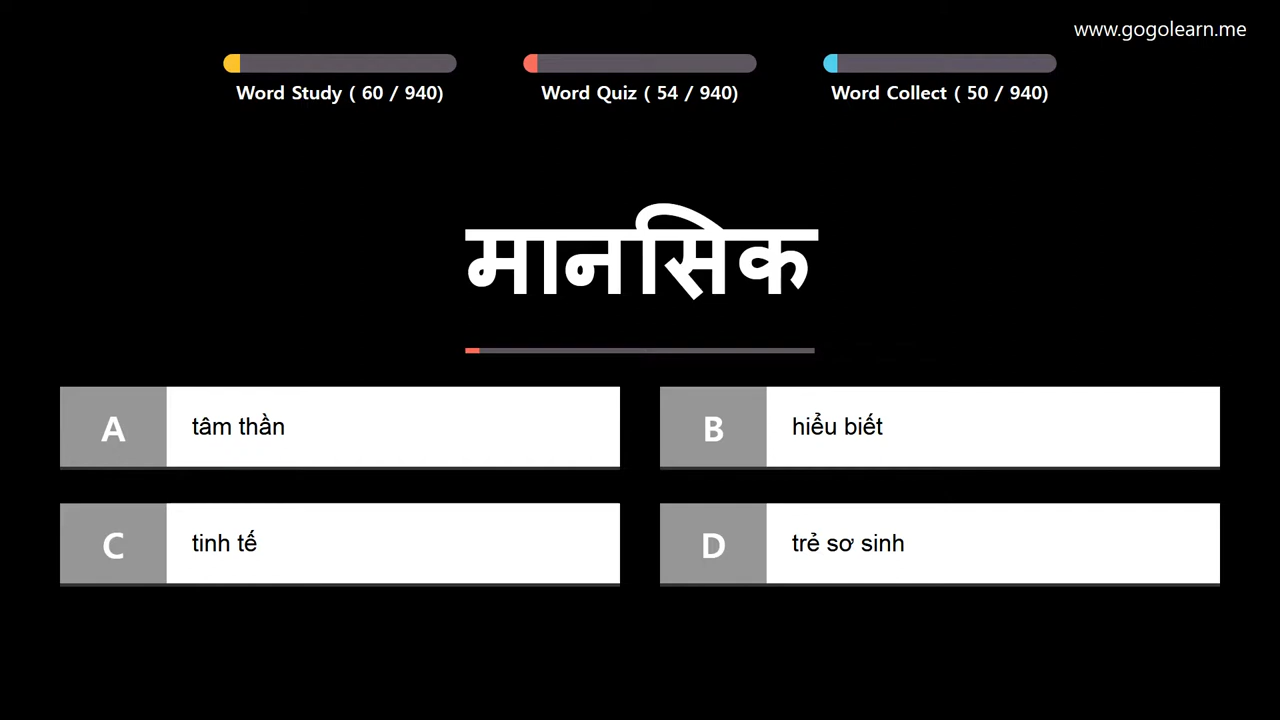 www.gogolearn.me
Word Study ( 60 / 940)
Word Quiz ( 54 / 940)
Word Collect ( 50 / 940)
मानसिक
A
tâm thần
B
hiểu biết
C
tinh tế
D
trẻ sơ sinh